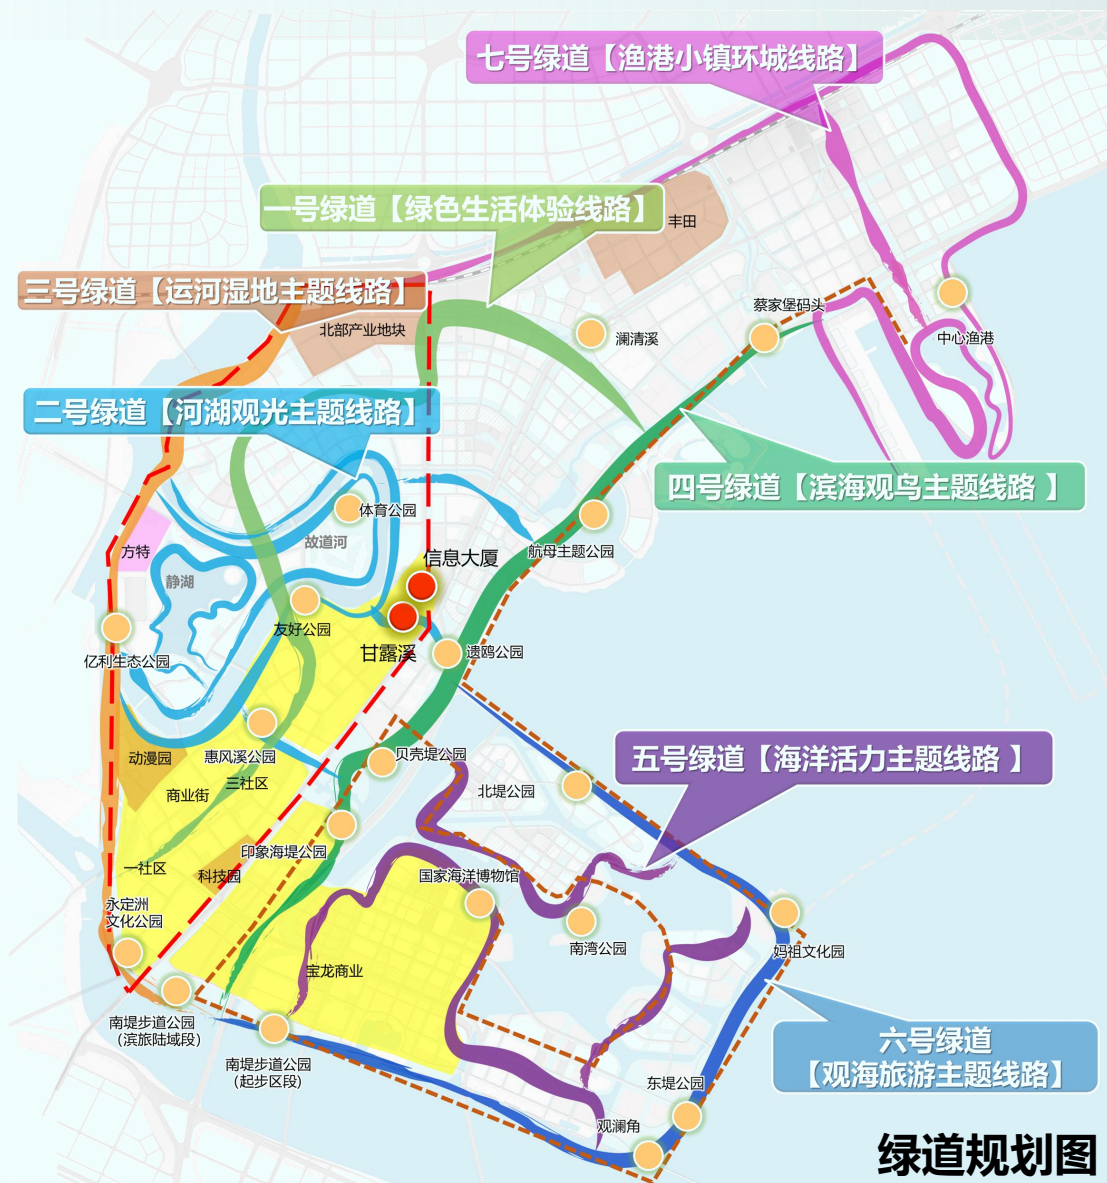 七号绿道【渔港小镇环城线路】
一号绿道【绿色生活体验线路】
丰田
三号绿道【运河湿地主题线路】
蔡家堡码头
北部产业地块
澜清溪
中心渔港
二号绿道【河湖观光主题线路】
四号绿道【滨海观鸟主题线路 】
体育公园
故道河
方特
信息大厦
航母主题公园
静湖
友好公园
甘露溪
遗鸥公园
亿利生态公园
动漫园
惠风溪公园
贝壳堤公园
五号绿道【海洋活力主题线路 】
三社区
商业街
北堤公园
印象海堤公园
一社区
科技园
国家海洋博物馆
永定洲
文化公园
南湾公园
妈祖文化园
宝龙商业
南堤步道公园
（滨旅陆域段）
六号绿道
【观海旅游主题线路】
南堤步道公园
（起步区段）
东堤公园
观澜角
绿道规划图